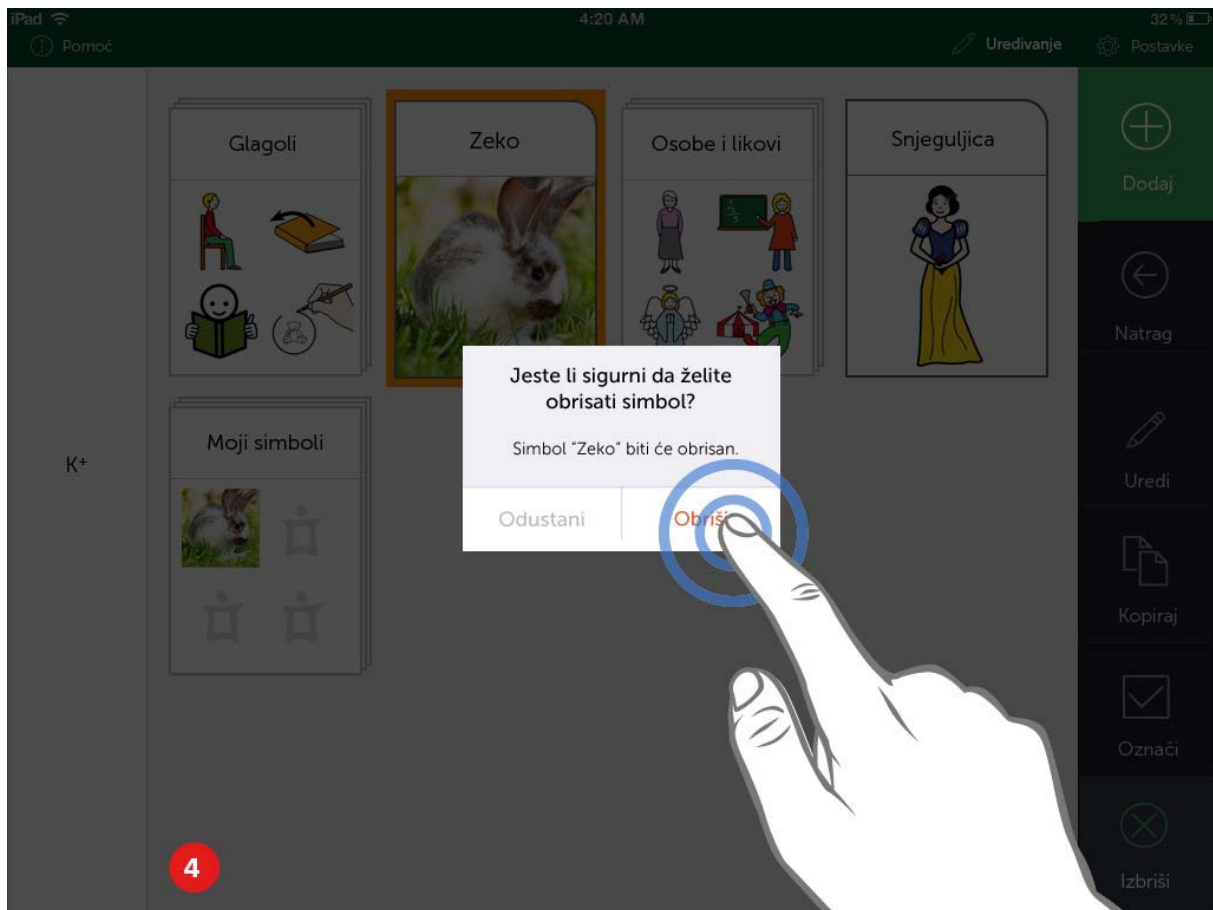 iPad
4:20 AM
32%
Pomoć
Uređivanje
Postavke
Glagoli
Zeko
Osobe i likovi
Snjeguljica
Dodaj
Natrag
Jeste li sigurni da želite
obrisati simbol?
Simbol "Zeko" biti će obrisan.
Odustani
Obriši
Moji simboli
K+
Uredi
Kopiraj
Označi
Izbriši
4